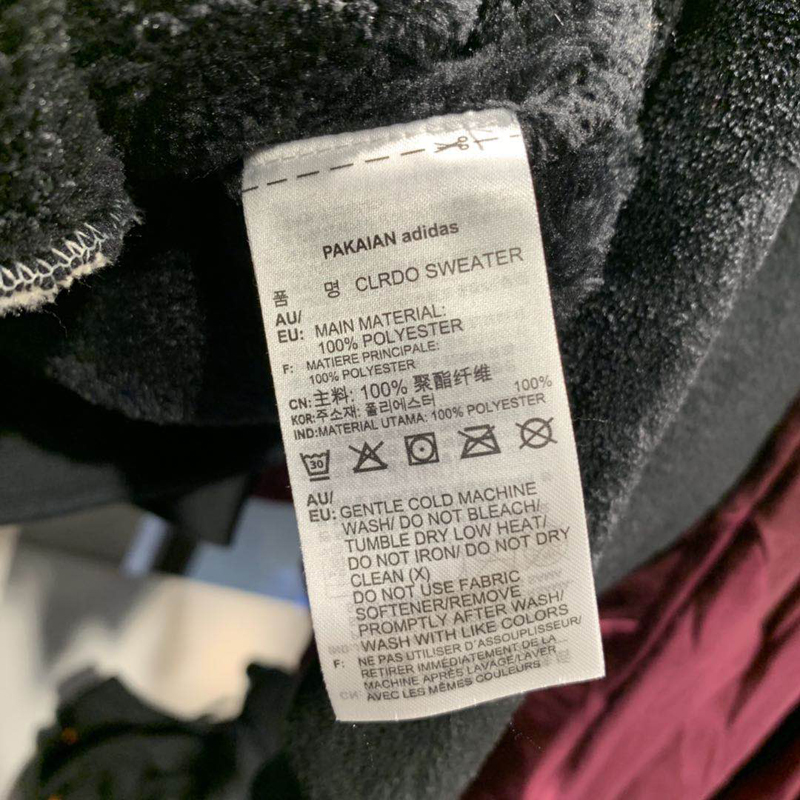 PAKAIAN adidas
품 명 CLRDO SWEATER
AU/
EU: MAIN MATERIAL:
100% POLYESTER
F: MATIERE PRINCIPALE:
100% POLYESTER
CN: 主料: 100% 聚酯纤维
KOR: 주소재: 폴리에스터 100%
IND: MATERIAL UTAMA: 100% POLYESTER
30
AU/
EU: GENTLE COLD MACHINE
WASH/ DO NOT BLEACH/
TUMBLE DRY LOW HEAT/
DO NOT IRON/ DO NOT DRY
CLEAN (X)
DO NOT USE FABRIC
SOFTENER/REMOVE
PROMPTLY AFTER WASH/
WASH WITH LIKE COLORS
F: NE PAS UTILISER D'ASSOUPLISSEUR/
RETIRER IMMÉDIATEMENT DE LA
MACHINE APRÈS LAVAGE/LAVER
AVEC LES MÊMES COULEURS